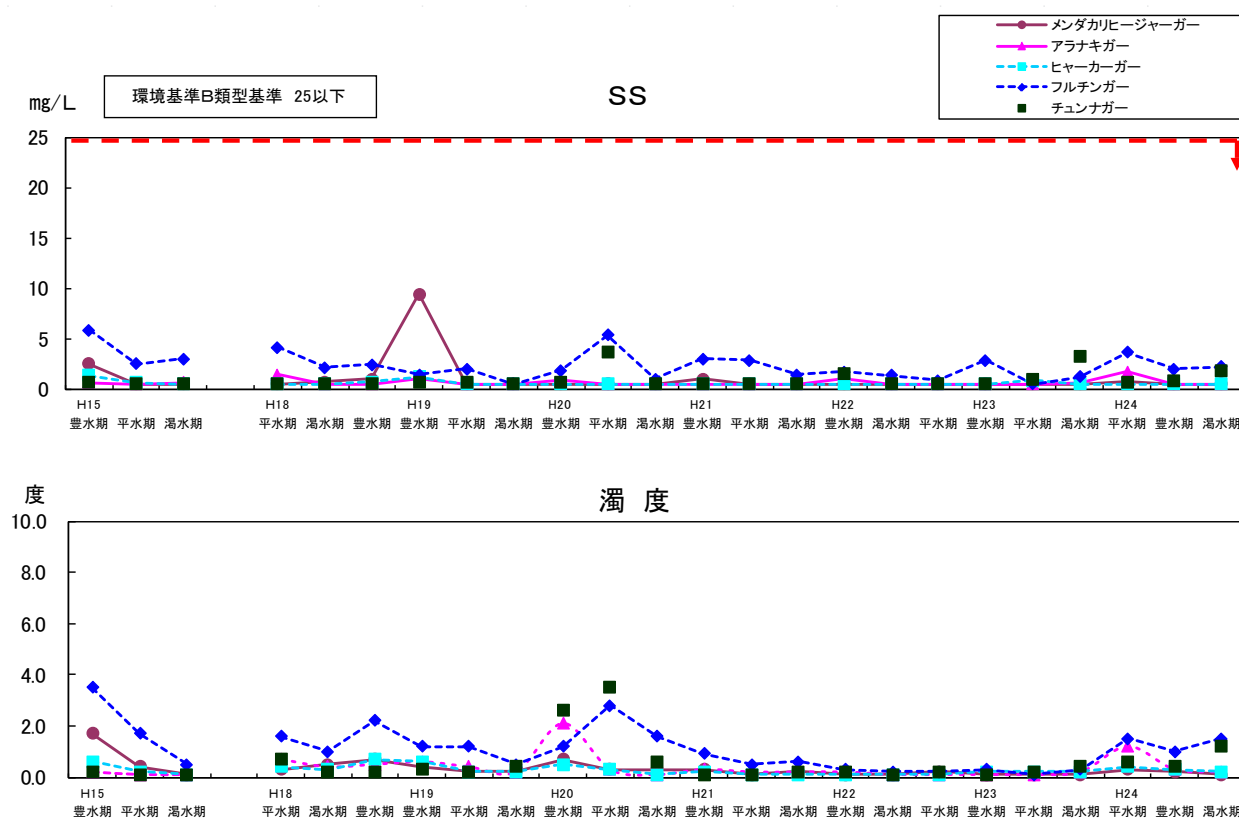 メンダカリヒージャーガー
アラナキガー
ヒャーカーガー
フルチンガー
チュンナガー
環境基準B類型基準 25以下
SS
mg/L
25
20
15
10
5
0
H15 H18 H19 H20 H21 H22 H23 H24
豊水期 平水期 渇水期 平水期 渇水期 豊水期 豊水期 平水期 渇水期 豊水期 平水期 渇水期 豊水期 平水期 渇水期 豊水期 渇水期 平水期 豊水期 平水期 渇水期 平水期 豊水期 渇水期
濁 度
度
10.0
8.0
6.0
4.0
2.0
0.0
H15 H18 H19 H20 H21 H22 H23 H24
豊水期 平水期 渇水期 平水期 渇水期 豊水期 豊水期 平水期 渇水期 豊水期 平水期 渇水期 豊水期 平水期 渇水期 豊水期 渇水期 平水期 豊水期 平水期 渇水期 平水期 豊水期 渇水期